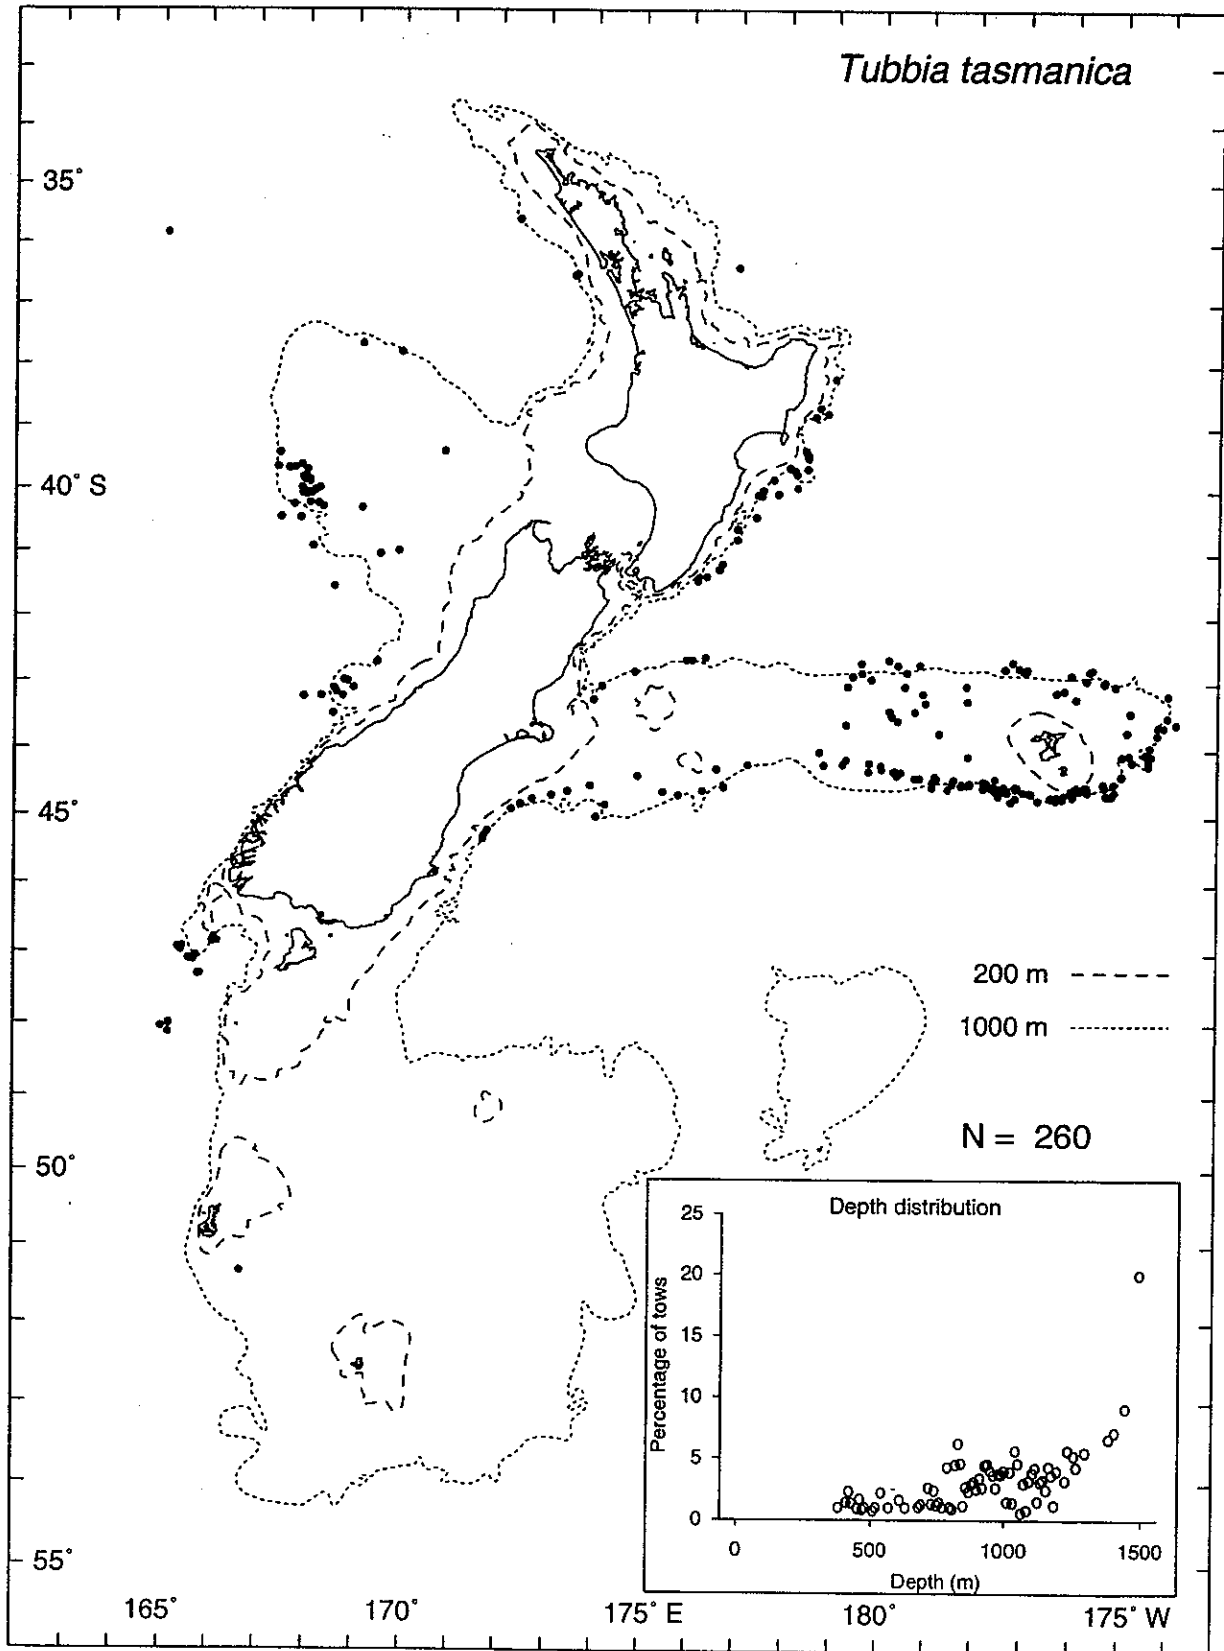 Tubbia tasmanica
35°
40° S
45°
50°
55°
200 m
1000 m
N = 260
Depth distribution
25
20
15
10
5
0
Percentage of tows
0 500 1000 1500
Depth (m)
165° 170° 175° E 180° 175° W